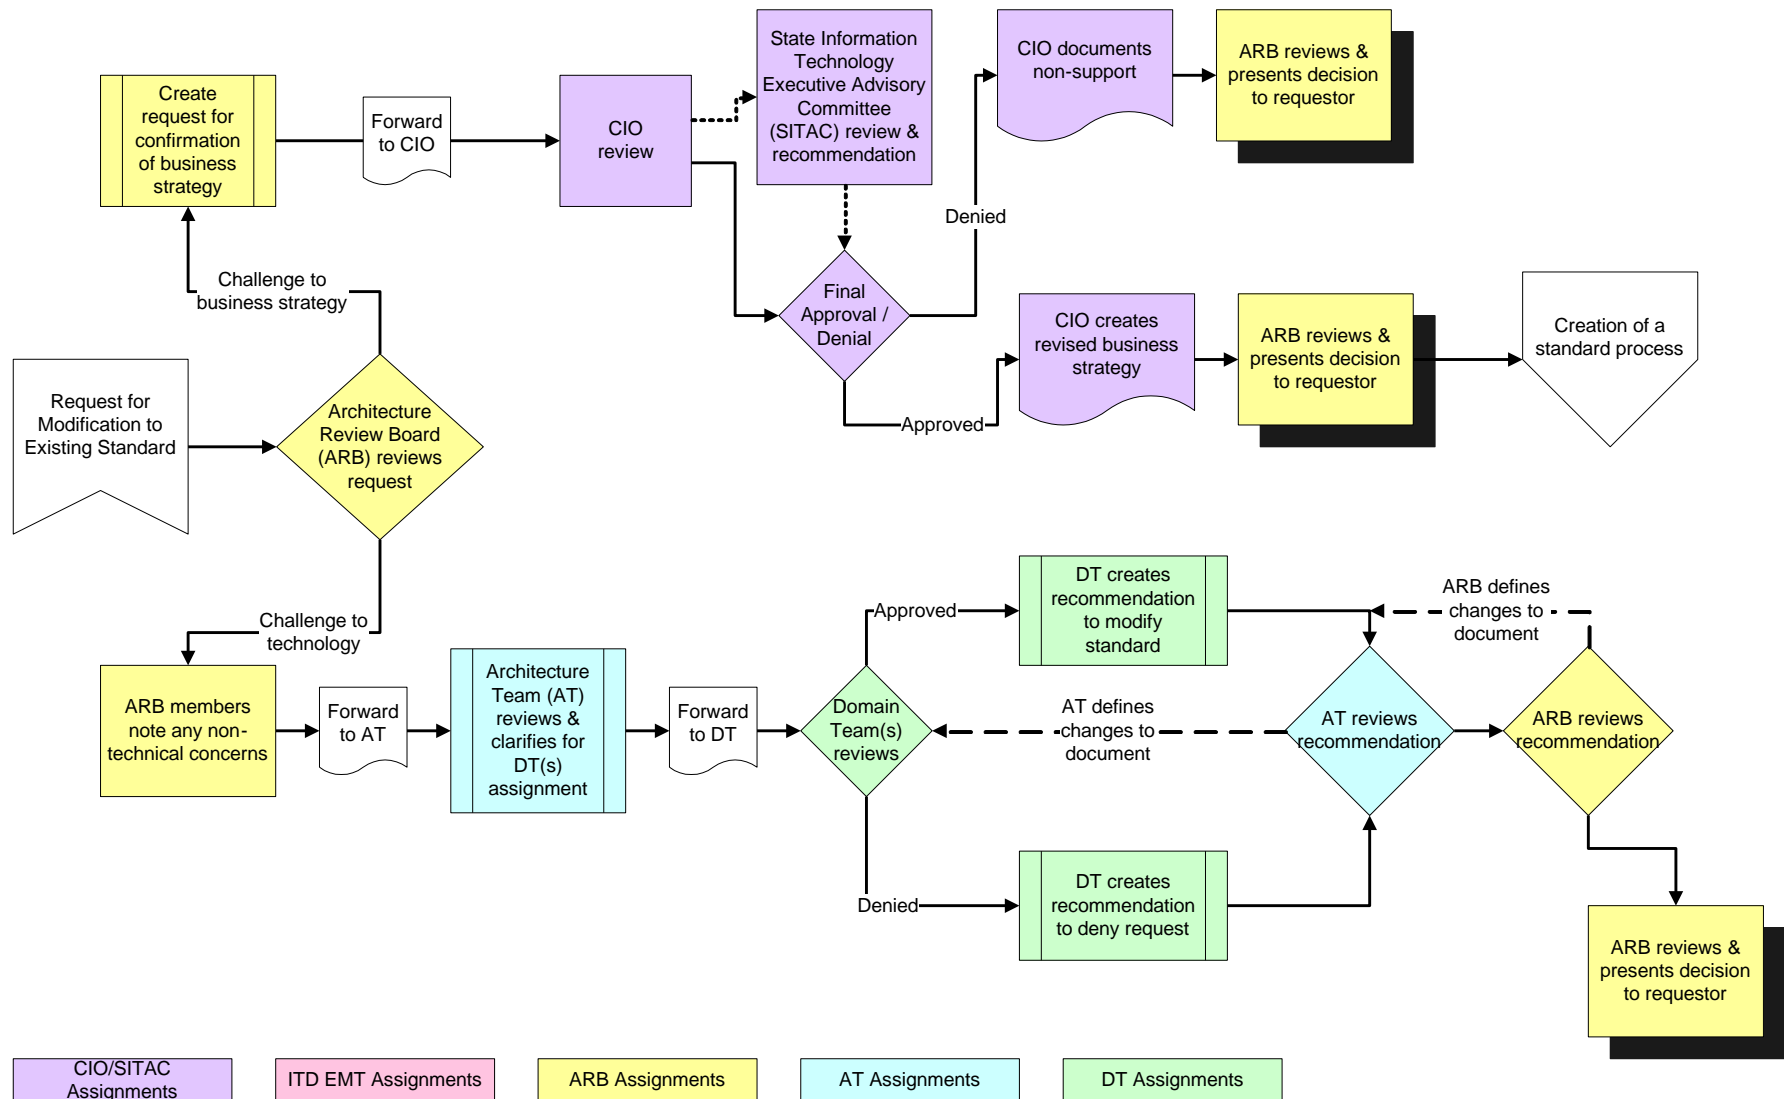 State Information
Technology
Executive Advisory
Committee
(SITAC) review &
recommendation
CIO documents
non-support
ARB reviews &
presents decision
to requestor
Create
request for
confirmation
of business
strategy
Forward
to CIO
CIO
review
Denied
Challenge to
business strategy
Final
Approval /
Denial
CIO creates
revised business
strategy
ARB reviews &
presents decision
to requestor
Creation of a
standard process
Request for
Modification to
Existing Standard
Architecture
Review Board
(ARB) reviews
request
Approved
Challenge to
technology
Approved
DT creates
recommendation
to modify
standard
ARB defines
changes to
document
ARB members
note any non-
technical concerns
Forward
to AT
Architecture
Team (AT)
reviews &
clarifies for
DT(s)
assignment
Forward
to DT
Domain
Team(s)
reviews
AT defines
changes to
document
AT reviews
recommendation
ARB reviews
recommendation
Denied
DT creates
recommendation
to deny request
ARB reviews &
presents decision
to requestor
CIO/SITAC
Assignments
ITD EMT Assignments
ARB Assignments
AT Assignments
DT Assignments